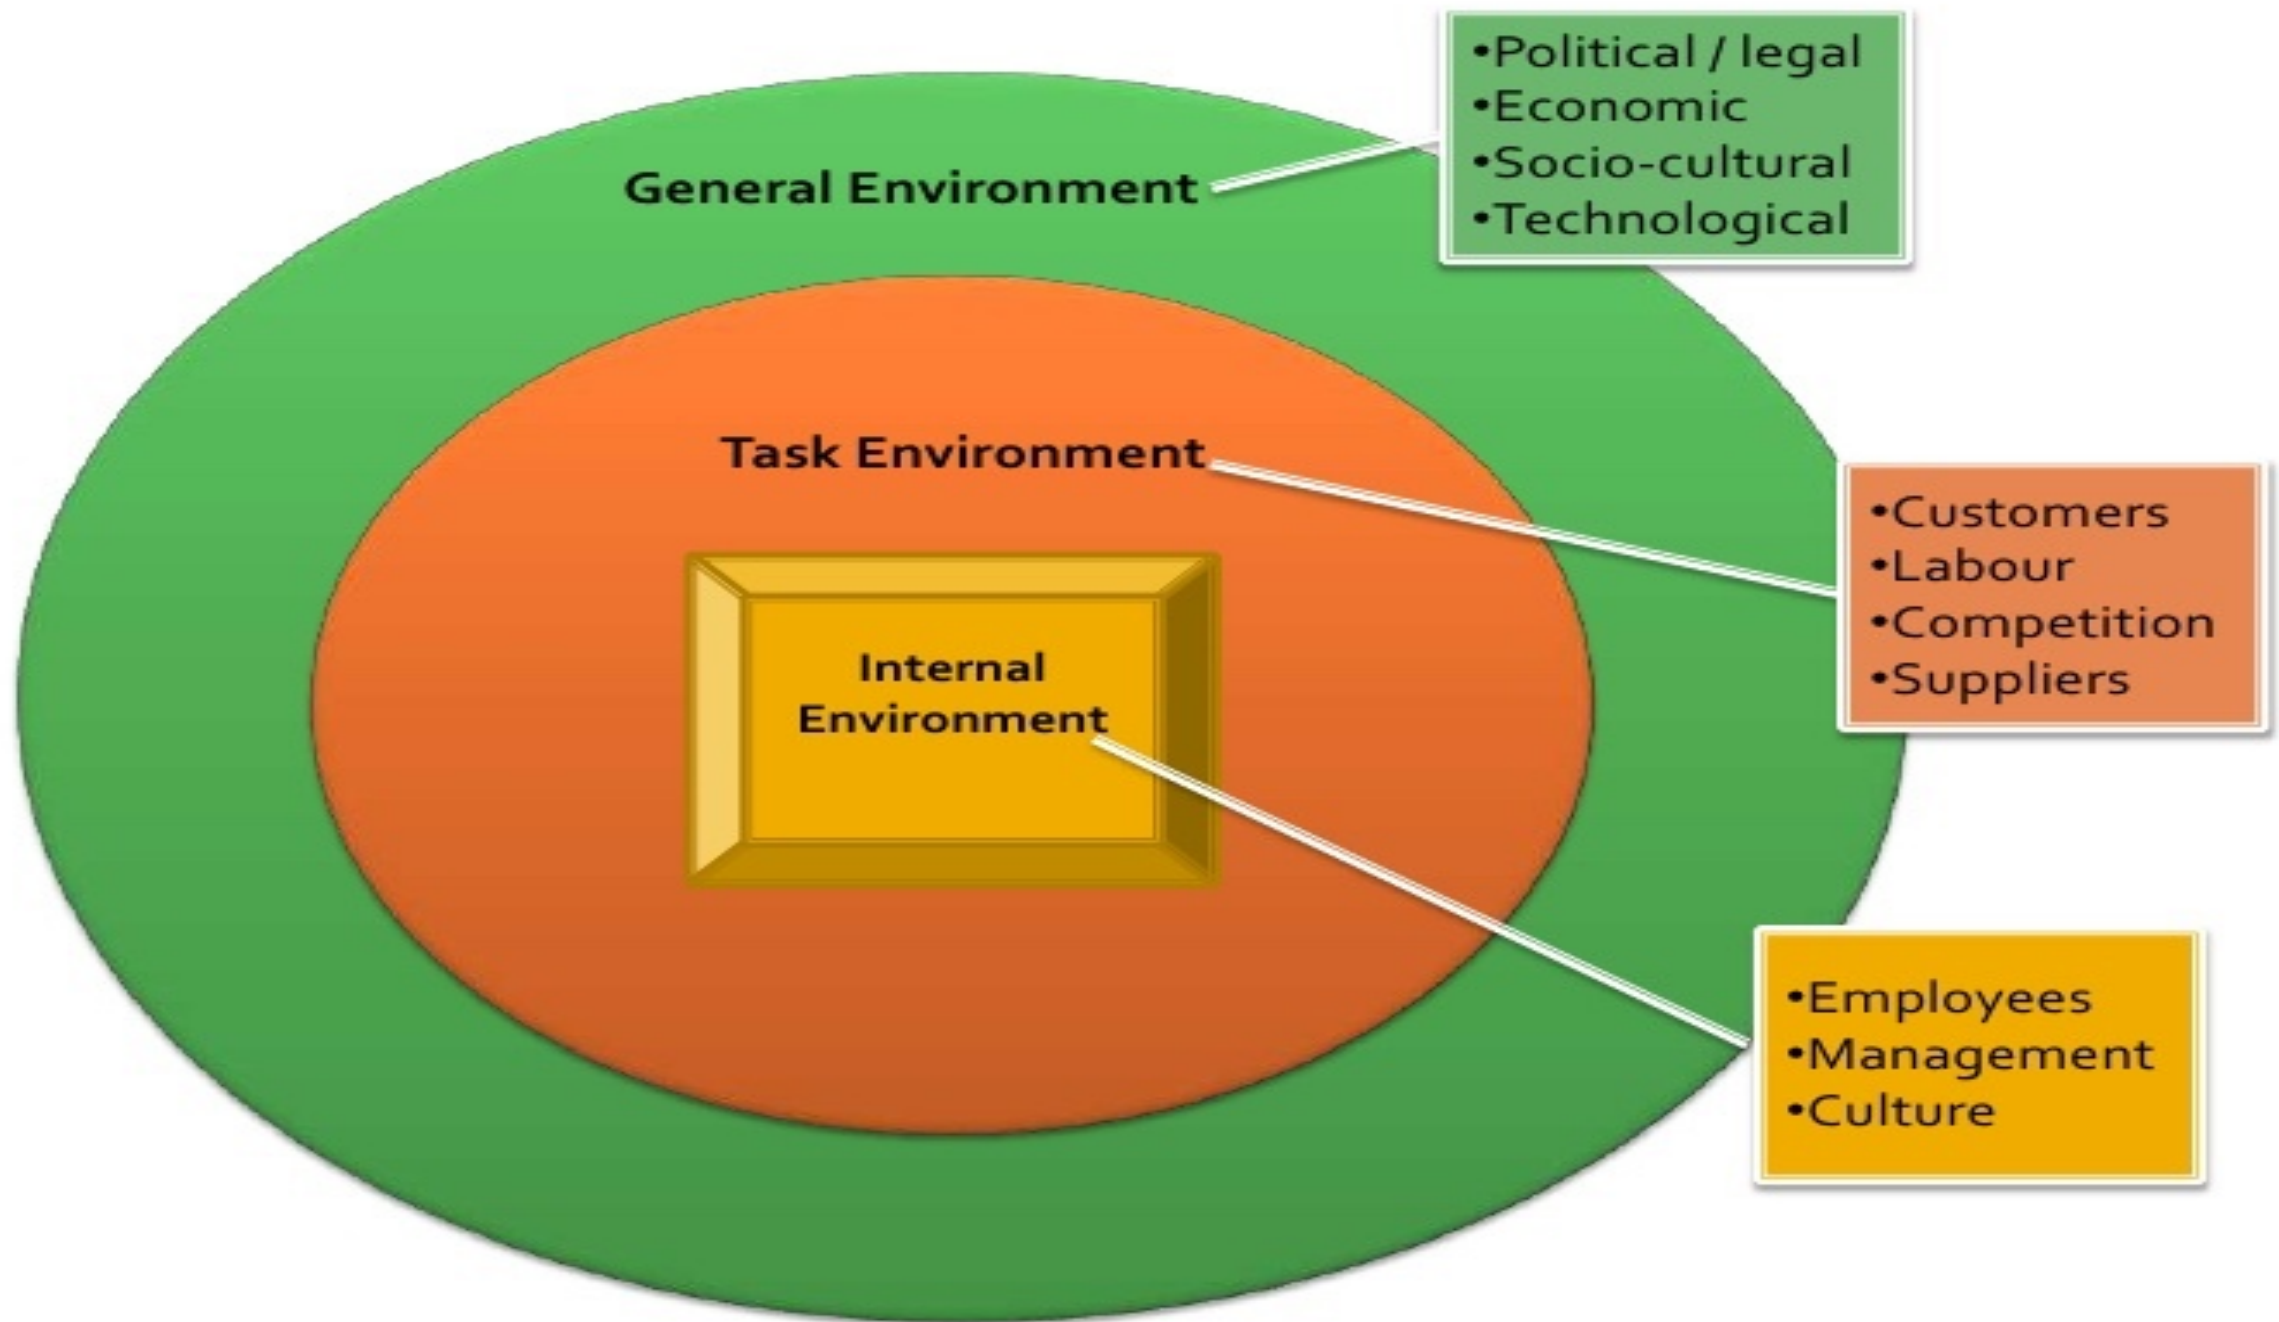 •Political / legal
•Economic
•Socio-cultural
•Technological
General Environment
Task Environment
•Customers
•Labour
•Competition
•Suppliers
Internal
Environment
•Employees
•Management
•Culture